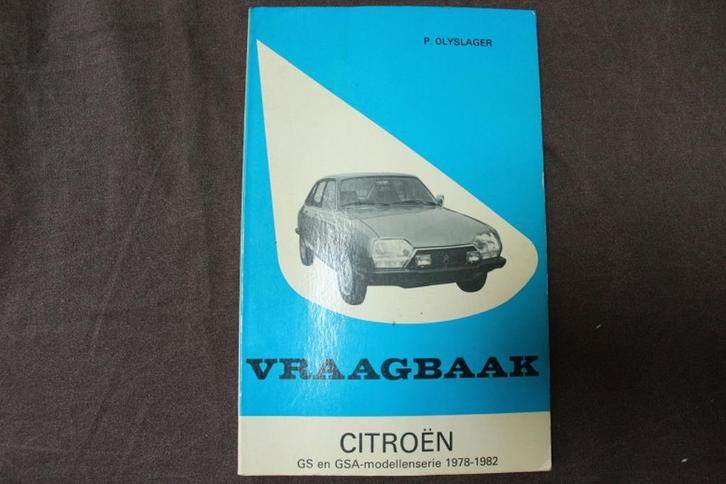 P. OLYSLAGER
VRAAGBAAK
CITROËN
GS en GSA-modellenserie 1978-1982